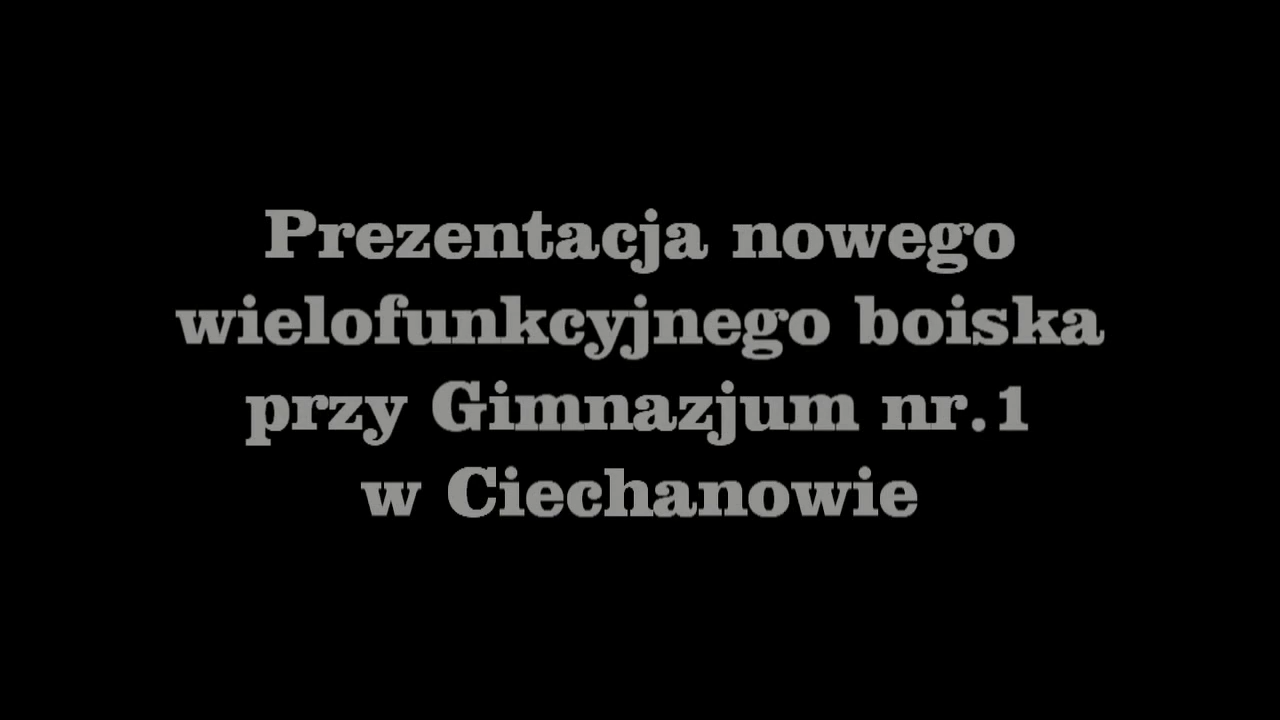 Prezentacja nowego
wielofunkcyjnego boiska
przy Gimnazjum nr.1
w Ciechanowie